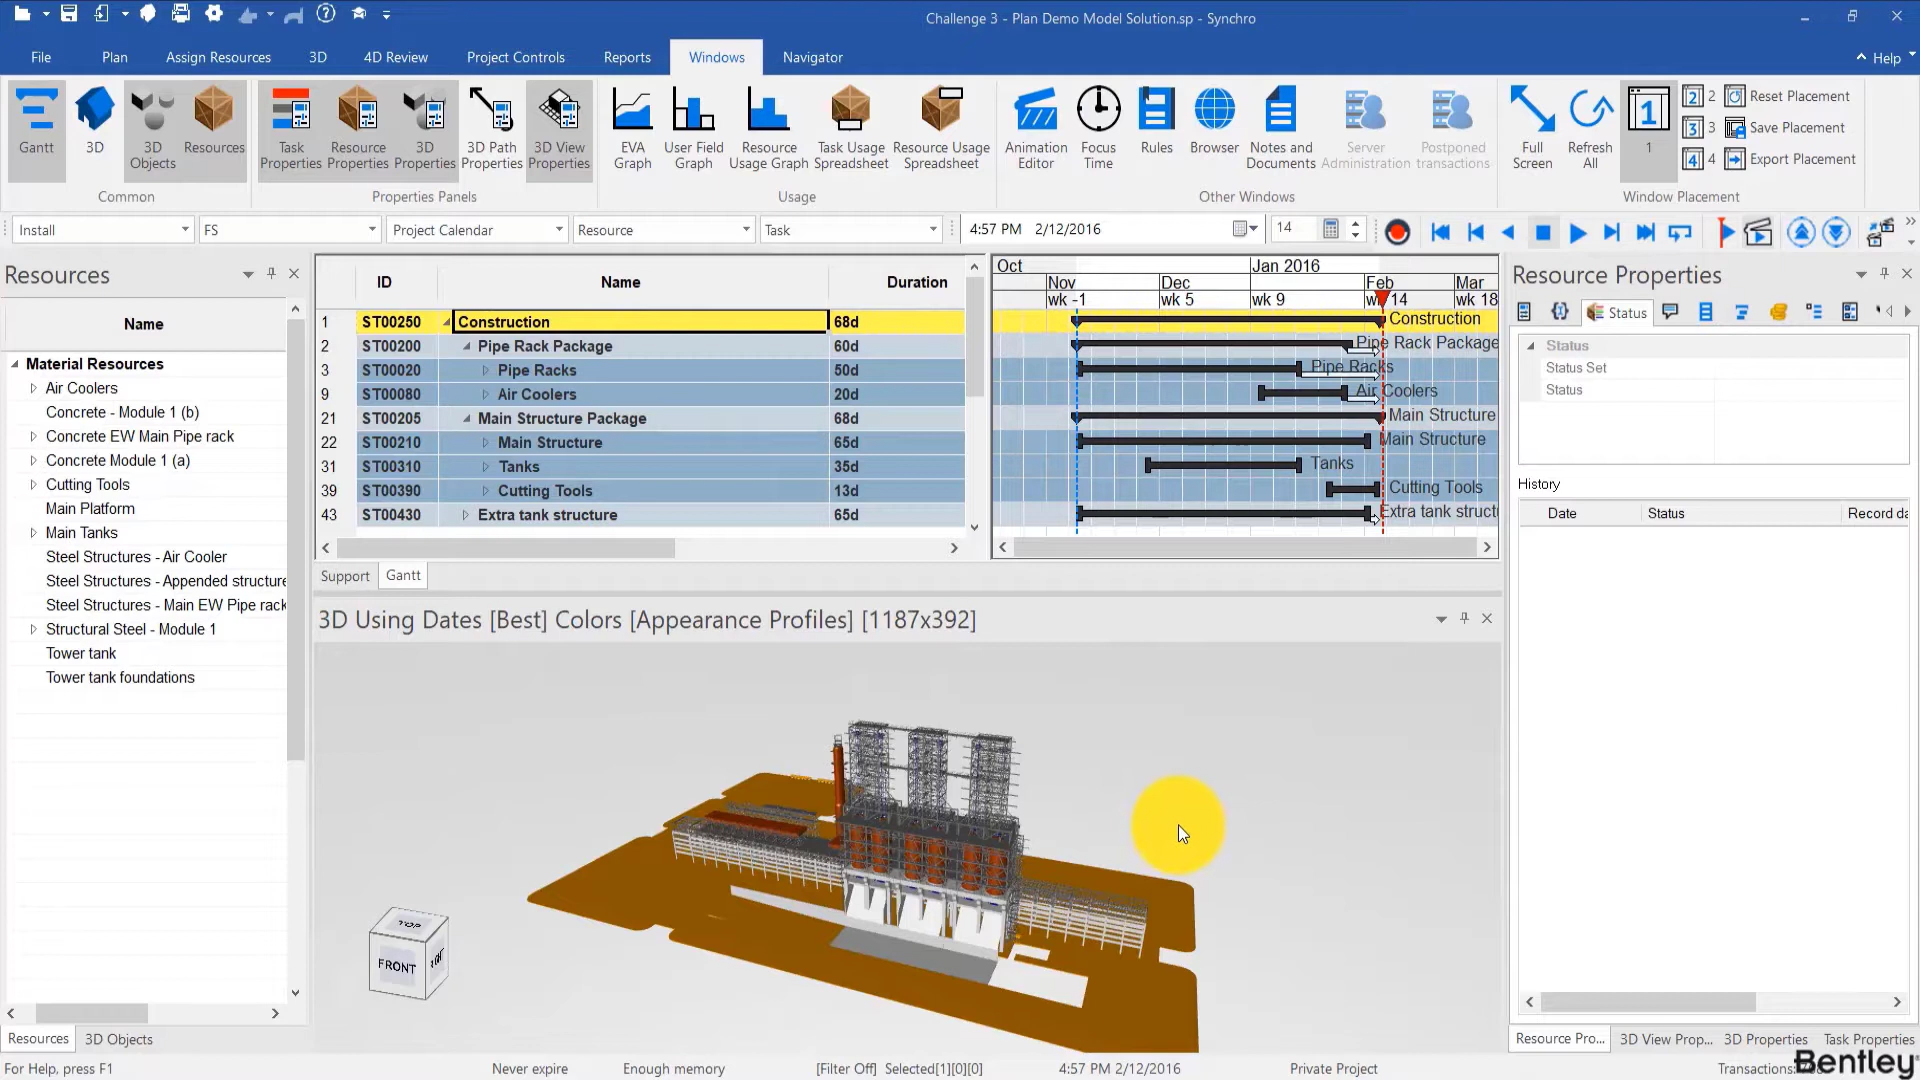 Challenge 3 - Plan Demo Model Solution.sp - Synchro
File Plan Assign Resources 3D 4D Review Project Controls Reports Windows Navigator Help
Gantt 3D 3D Objects Resources
Common
Task Properties Resource Properties 3D Properties 3D Path Properties 3D View Properties
Properties Panels
EVA Graph User Field Graph Resource Usage Graph Task Usage Spreadsheet Resource Usage Spreadsheet
Usage
Animation Editor Focus Time Rules Browser Notes and Documents Server Administration Postponed transactions
Other Windows
Full Screen Refresh All 1 1
2 2 Reset Placement
3 3 Save Placement
4 4 Export Placement
Window Placement
Install FS Project Calendar Resource Task 4:57 PM 2/12/2016 14
Resources
Name
Material Resources
Air Coolers
Concrete - Module 1 (b)
Concrete EW Main Pipe rack
Concrete Module 1 (a)
Cutting Tools
Main Platform
Main Tanks
Steel Structures - Air Cooler
Steel Structures - Appended structure
Steel Structures - Main EW Pipe rack
Structural Steel - Module 1
Tower tank
Tower tank foundations
Resources 3D Objects
ID Name Duration
1 ST00250 Construction 68d
2 ST00200 Pipe Rack Package 60d
3 ST00020 Pipe Racks 50d
9 ST00080 Air Coolers 20d
21 ST00205 Main Structure Package 68d
22 ST00210 Main Structure 65d
31 ST00310 Tanks 35d
39 ST00390 Cutting Tools 13d
43 ST00430 Extra tank structure 65d
Support Gantt
Oct Jan 2016
Nov Dec Feb Mar
wk -1 wk 5 wk 9 14 wk 18
Construction
Pipe Rack Package
Pipe Racks
Air Coolers
Main Structure
Main Structure
Tanks
Cutting Tools
Extra tank struct
3D Using Dates [Best] Colors [Appearance Profiles] [1187x392]
TOP
FRONT
Resource Properties
Status
Status
Status Set
Status
History
Date Status Record da
Resource Pro... 3D View Prop... 3D Properties Task Properties
For Help, press F1 Never expire Enough memory [Filter Off] Selected[1][0][0] 4:57 PM 2/12/2016 Private Project Transactions:
Bentley